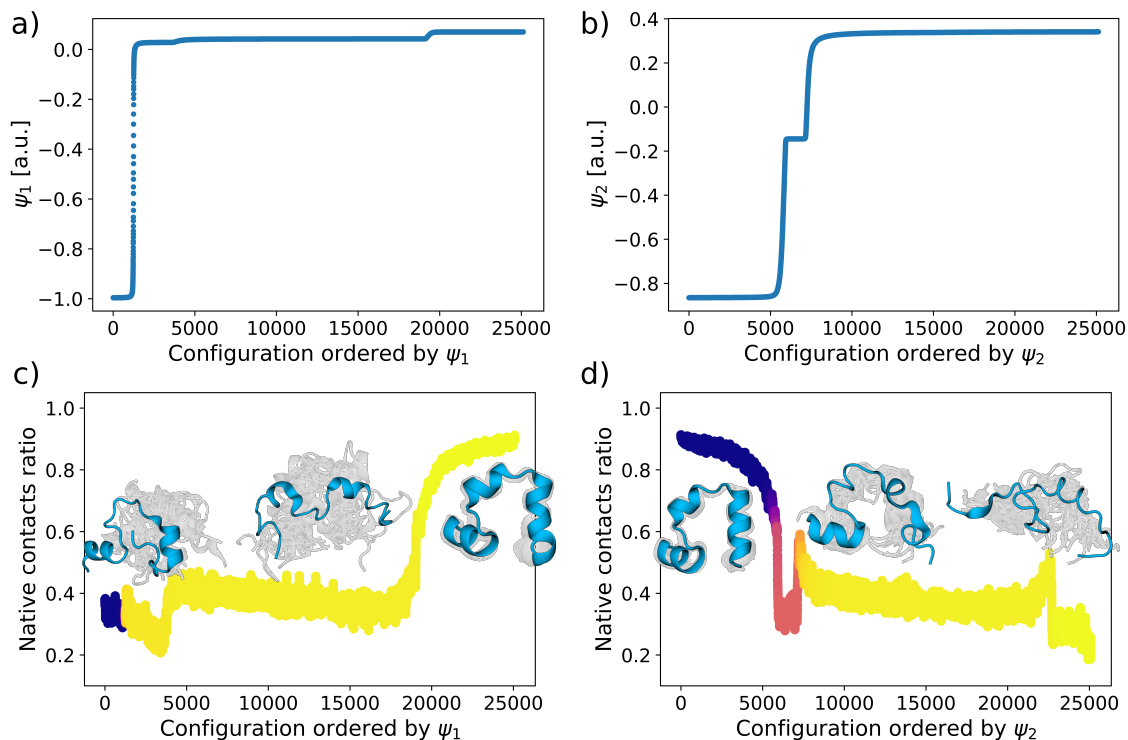 a)
b)
ψ1 [a.u.]
0.0
−0.2
−0.4
−0.6
−0.8
−1.0
0 5000 10000 15000 20000 25000
Configuration ordered by ψ1
ψ2 [a.u.]
0.4
0.2
0.0
−0.2
−0.4
−0.6
−0.8
0 5000 10000 15000 20000 25000
Configuration ordered by ψ2
c)
d)
Native contacts ratio
1.0
0.8
0.6
0.4
0.2
0 5000 10000 15000 20000 25000
Configuration ordered by ψ1
Native contacts ratio
1.0
0.8
0.6
0.4
0.2
0 5000 10000 15000 20000 25000
Configuration ordered by ψ2